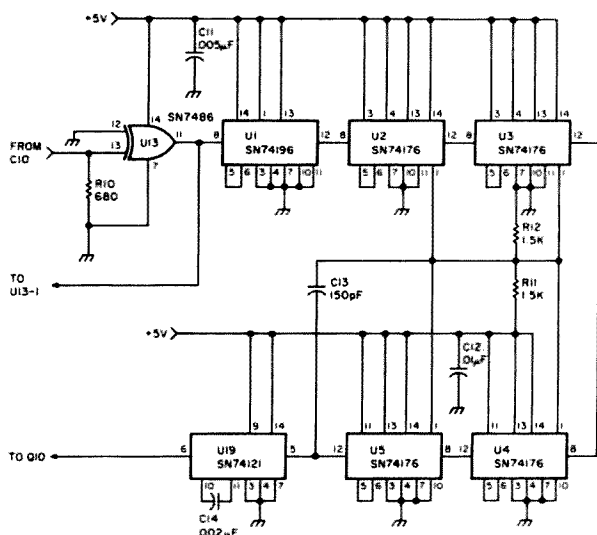 +5V
C11
.005µF
SN7486
14
1
13
3
4
13
14
3
4
13
14
12
14
11
U13
13
7
FROM
C10
8
U1
SN74196
12
8
U2
SN74176
12
8
U3
SN74176
12
5
6
3
4
7
10
11
5
6
7
10
11
1
5
6
7
10
11
1
R10
680
R12
1.5K
TO
U13-1
C13
150pF
R11
1.5K
+5V
C12
.01µF
9
14
11
13
14
1
11
3
13
14
1
TO Q10
6
U19
SN74121
5
12
U5
SN74176
8
12
U4
SN74176
8
10
11
3
4
7
5
6
3
4
7
10
5
6
7
10
C14
.002µF